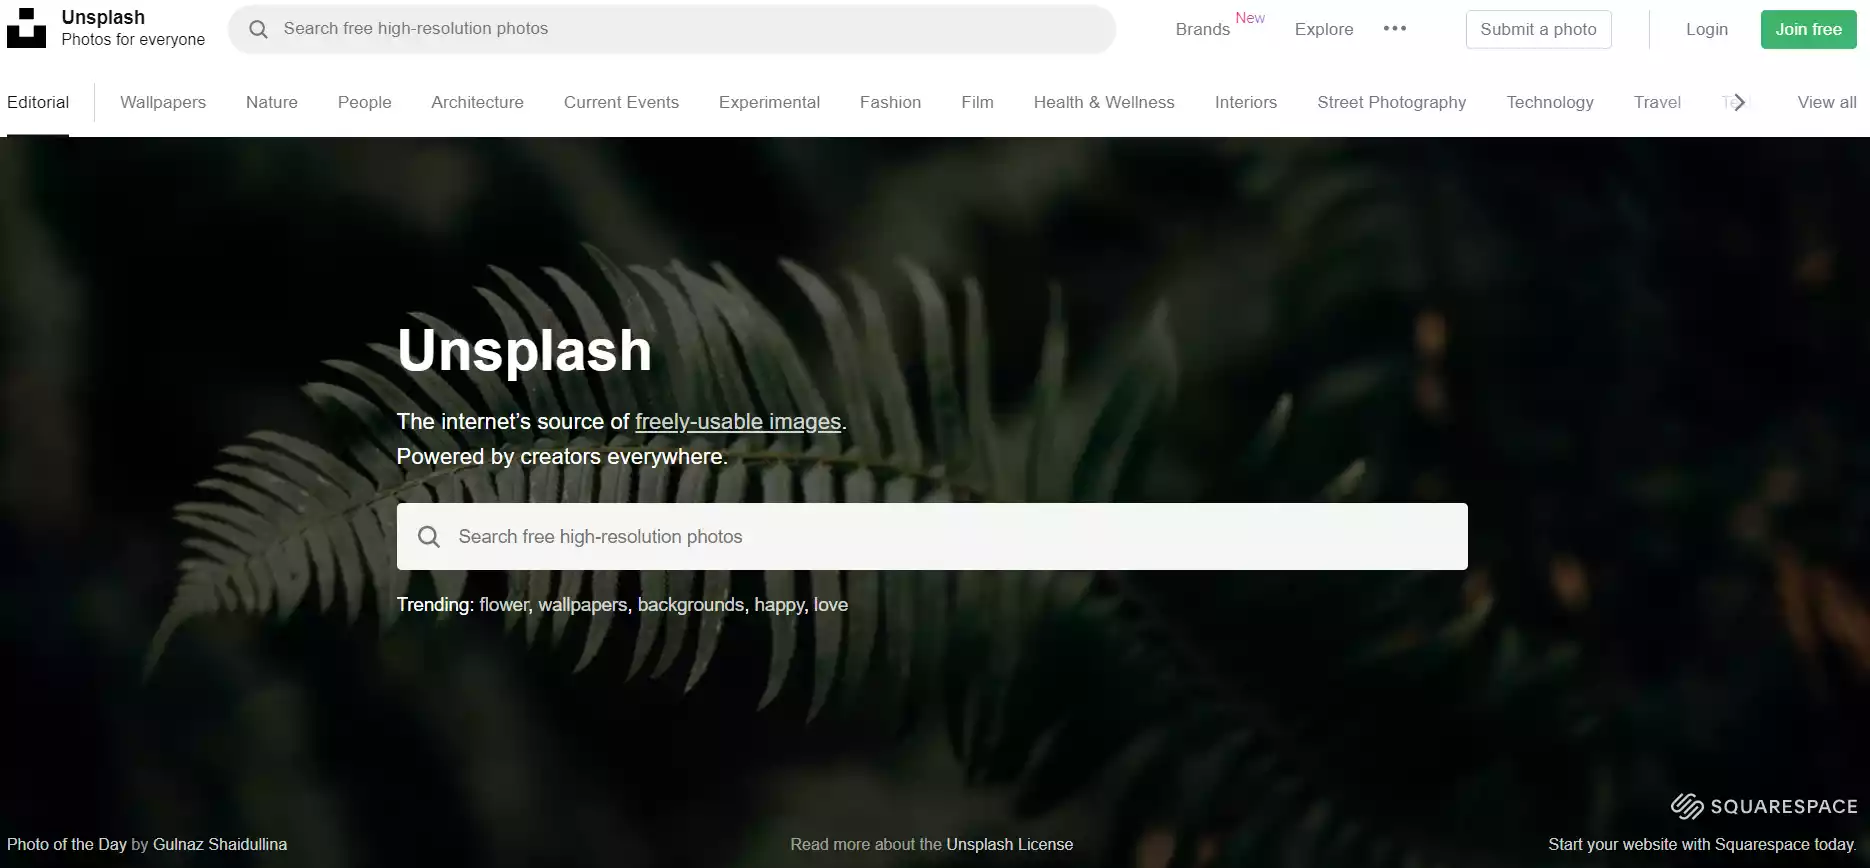 Unsplash
Photos for everyone
Search free high-resolution photos
Brands New
Explore
Submit a photo
Login
Join free
Editorial
Wallpapers
Nature
People
Architecture
Current Events
Experimental
Fashion
Film
Health & Wellness
Interiors
Street Photography
Technology
Travel
View all
Unsplash
The internet’s source of freely-usable images.
Powered by creators everywhere.
Search free high-resolution photos
Trending: flower, wallpapers, backgrounds, happy, love
SQUARESPACE
Photo of the Day by Gulnaz Shaidullina
Read more about the Unsplash License
Start your website with Squarespace today.